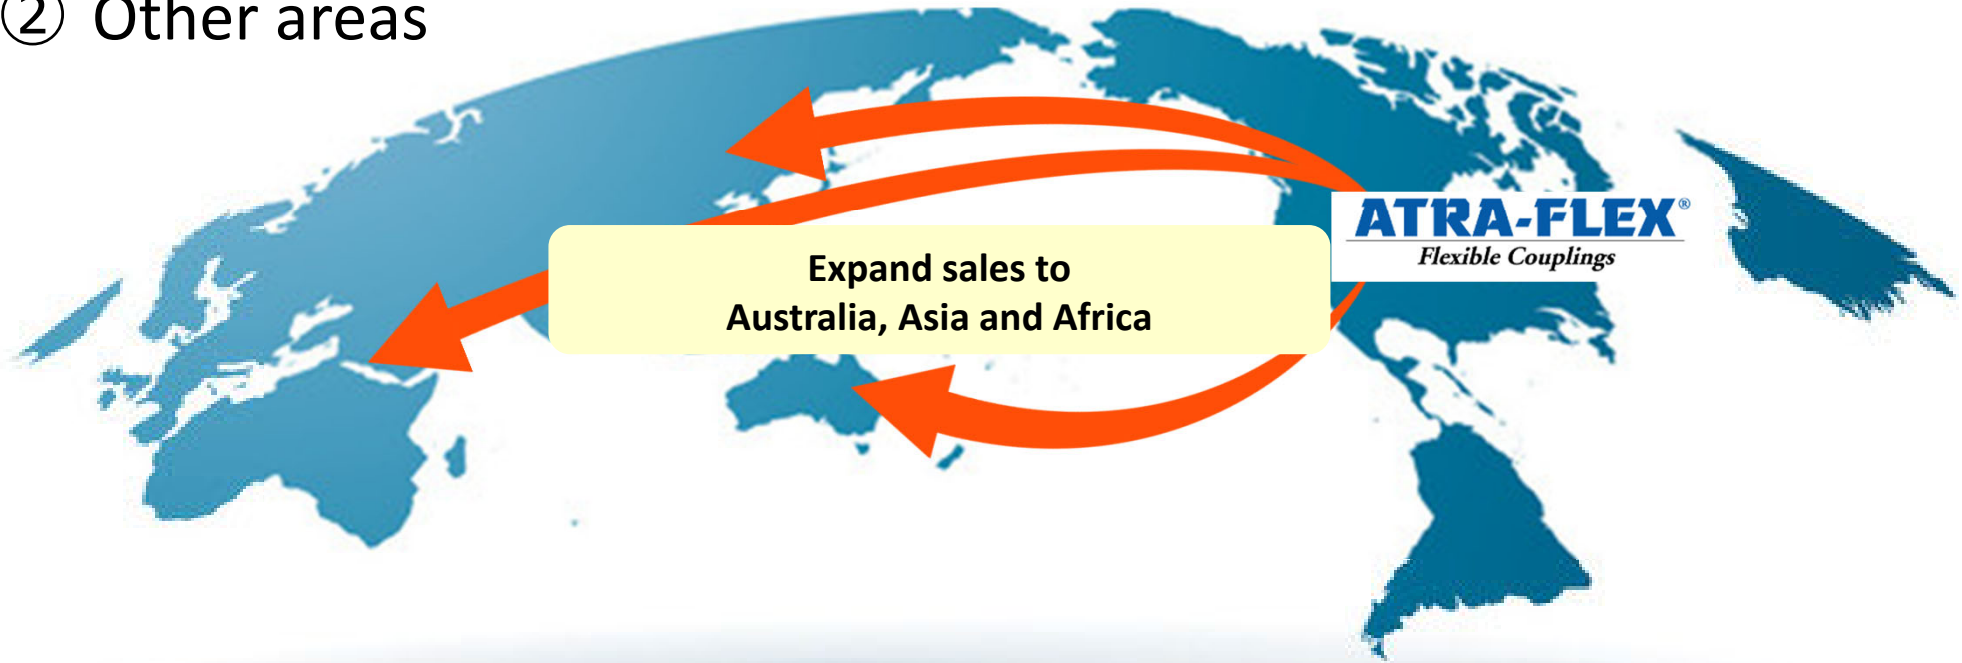 ② Other areas
ATRA-FLEX®
Flexible Couplings
Expand sales to
Australia, Asia and Africa